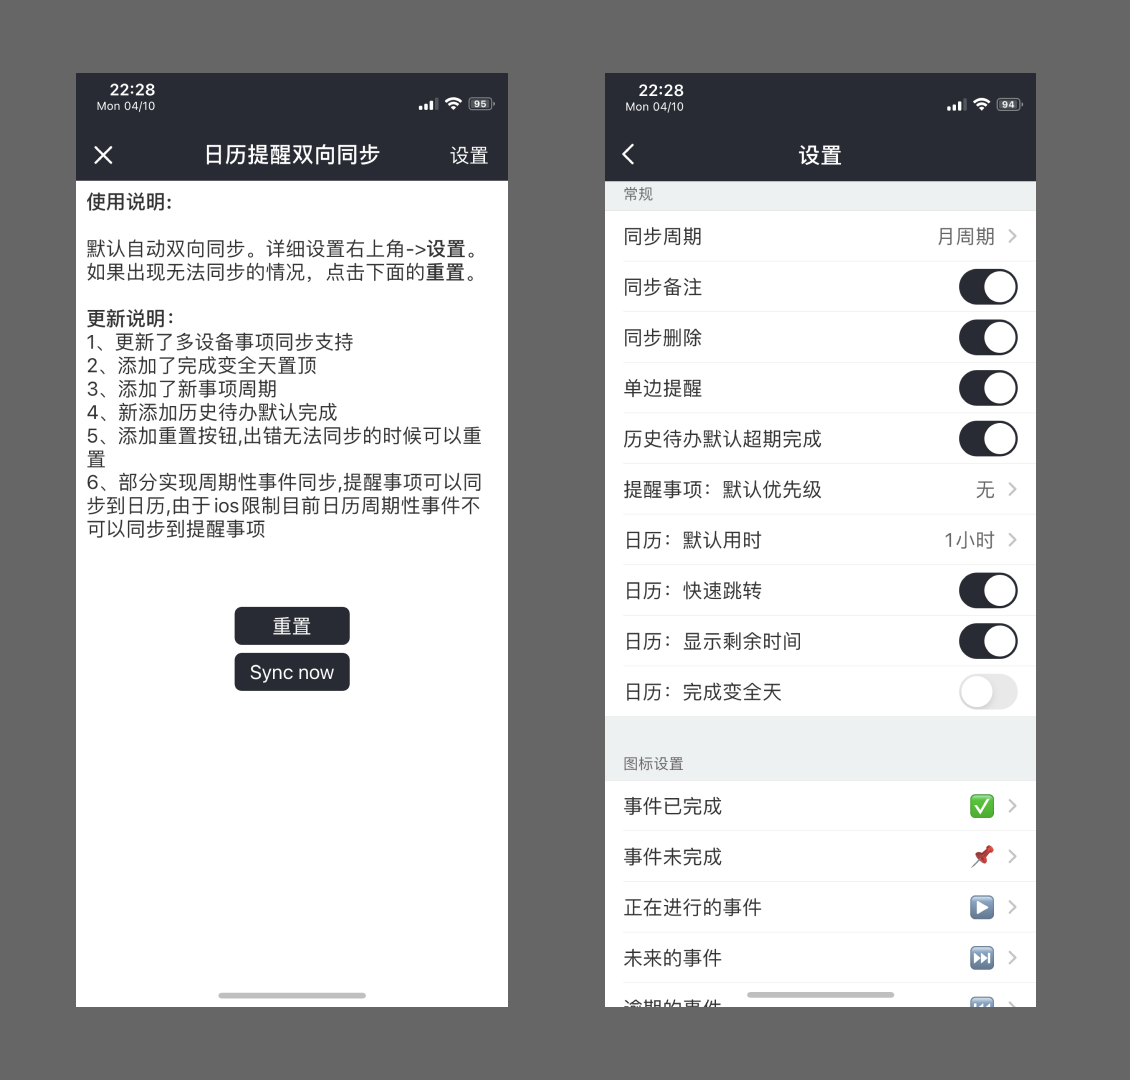 22:28
Mon 04/10
95
日历提醒双向同步
设置
使用说明:
默认自动双向同步。详细设置右上角->设置。
如果出现无法同步的情况，点击下面的重置。
更新说明：
1、更新了多设备事项同步支持
2、添加了完成变全天置顶
3、添加了新事项周期
4、新添加历史待办默认完成
5、添加重置按钮,出错无法同步的时候可以重
置
6、部分实现周期性事件同步,提醒事项可以同
步到日历,由于 ios限制目前日历周期性事件不
可以同步到提醒事项
重置
Sync now
22:28
Mon 04/10
94
设置
常规
同步周期 月周期
同步备注
同步删除
单边提醒
历史待办默认超期完成
提醒事项：默认优先级 无
日历：默认用时 1小时
日历：快速跳转
日历：显示剩余时间
日历：完成变全天
图标设置
事件已完成
事件未完成
正在进行的事件
未来的事件
逾期的事件